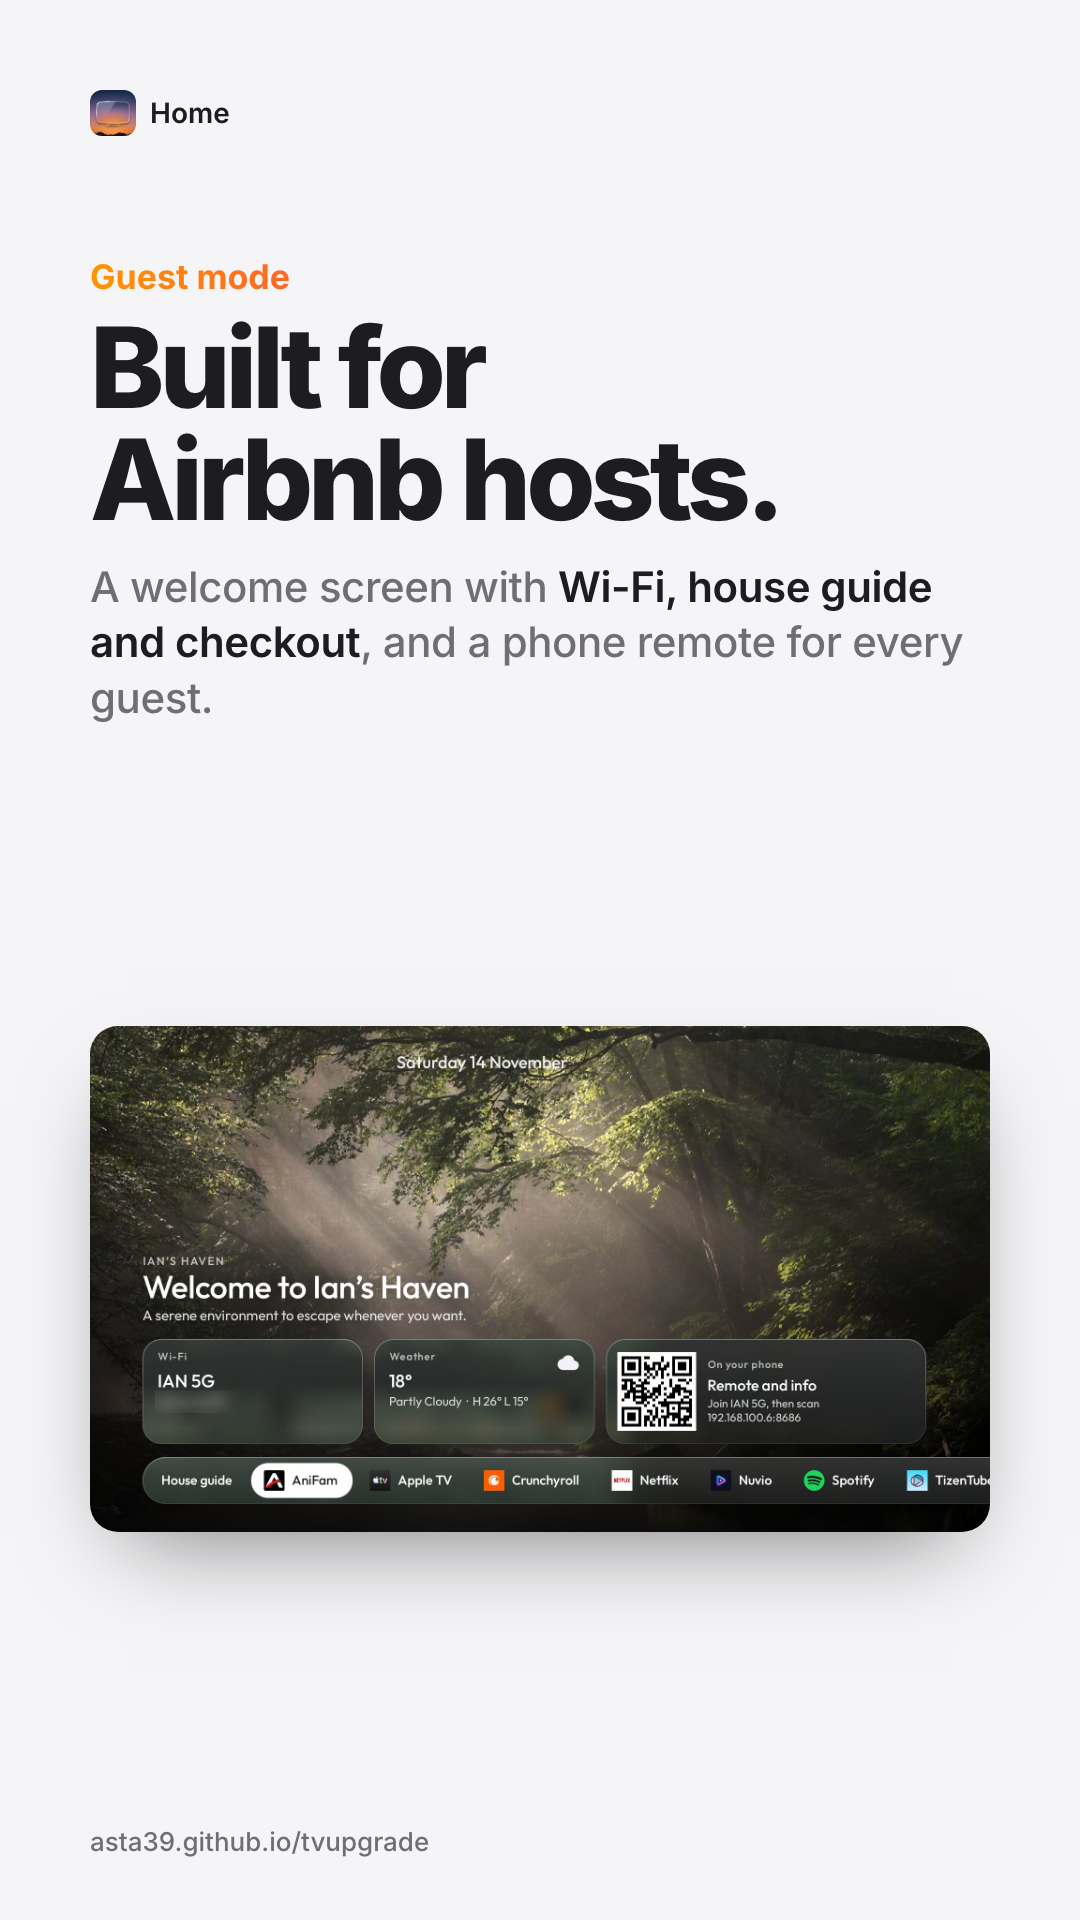 Home
Guest mode
Built for
Airbnb hosts.
A welcome screen with Wi-Fi, house guide
and checkout, and a phone remote for every
guest.
Saturday 14 November
IAN'S HAVEN
Welcome to Ian's Haven
A serene environment to escape whenever you want.
Wi-Fi
IAN 5G
Weather
18°
Partly Cloudy · H 26° L 15°
On your phone
Remote and info
Join IAN 5G, then scan
192.168.100.6:8686
House guide AniFam Apple TV Crunchyroll Netflix Nuvio Spotify TizenTube
asta39.github.io/tvupgrade